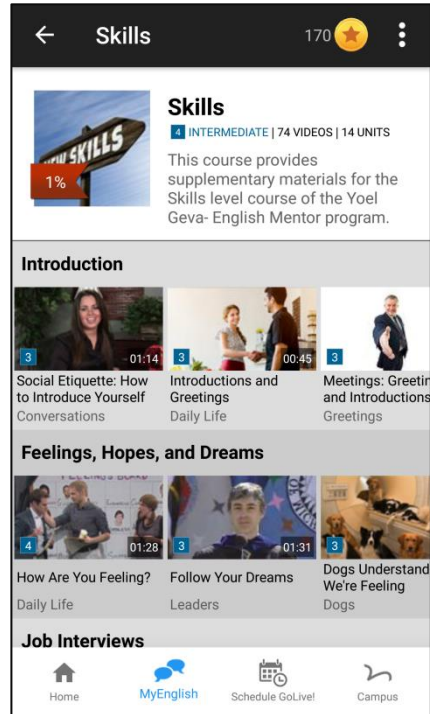 Skills
170
NEW SKILLS
1%
Skills
4 INTERMEDIATE | 74 VIDEOS | 14 UNITS
This course provides
supplementary materials for the
Skills level course of the Yoel
Geva- English Mentor program.
Introduction
3 01:14
Social Etiquette: How
to Introduce Yourself
Conversations
3 00:45
Introductions and
Greetings
Daily Life
3
Meetings: Greetin
and Introductions
Greetings
Feelings, Hopes, and Dreams
4 01:28
How Are You Feeling?
Daily Life
3 01:31
Follow Your Dreams
Leaders
3
Dogs Understand
We're Feeling
Dogs
Job Interviews
Home
MyEnglish
Schedule GoLive!
Campus